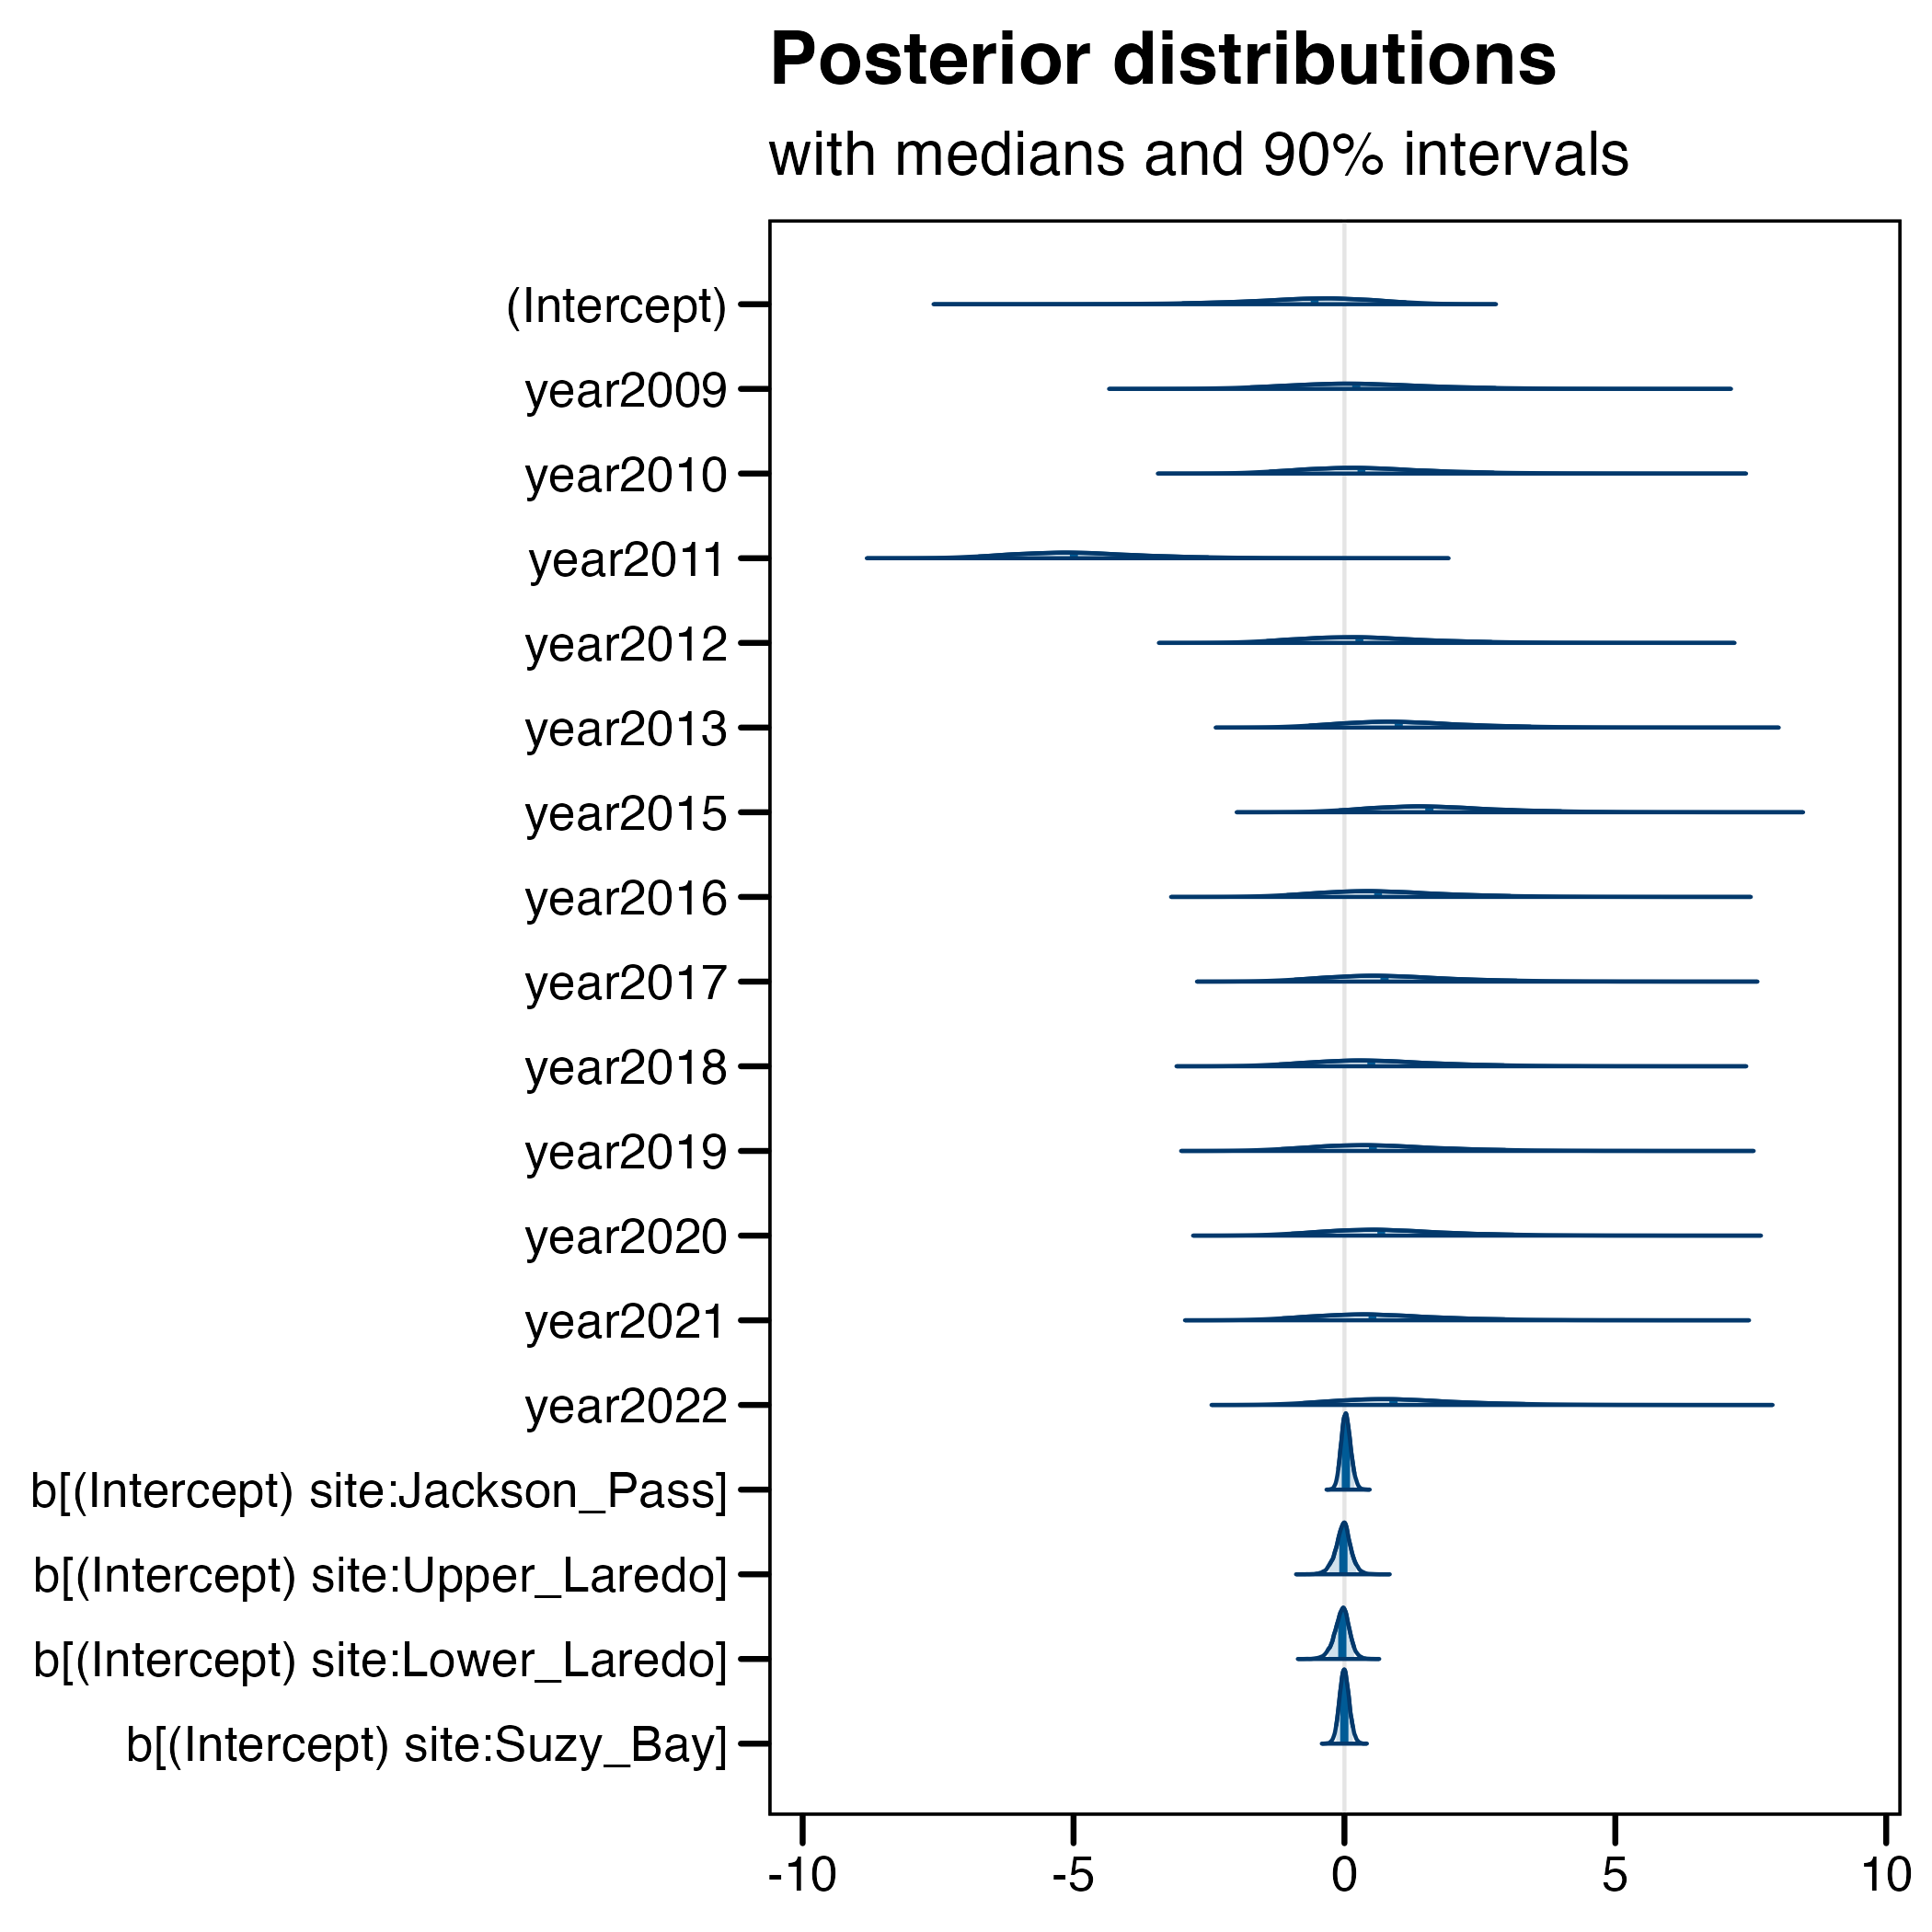 Posterior distributions
with medians and 90% intervals
(Intercept)
year2009
year2010
year2011
year2012
year2013
year2015
year2016
year2017
year2018
year2019
year2020
year2021
year2022
b[(Intercept) site:Jackson_Pass]
b[(Intercept) site:Upper_Laredo]
b[(Intercept) site:Lower_Laredo]
b[(Intercept) site:Suzy_Bay]
-10 -5 0 5 10